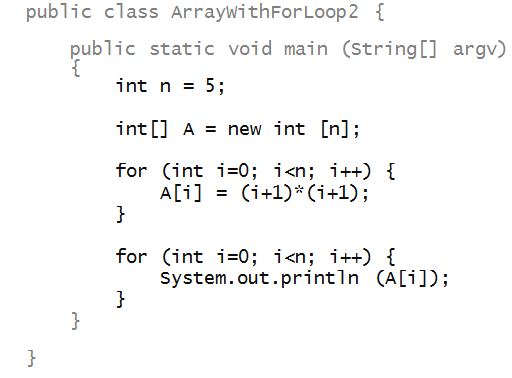 public class ArrayWithForLoop2 {
    public static void main (String[] argv)
    {
        int n = 5;
        int[] A = new int [n];
        for (int i=0; i<n; i++) {
            A[i] = (i+1)*(i+1);
        }
        for (int i=0; i<n; i++) {
            System.out.println (A[i]);
        }
    }
}